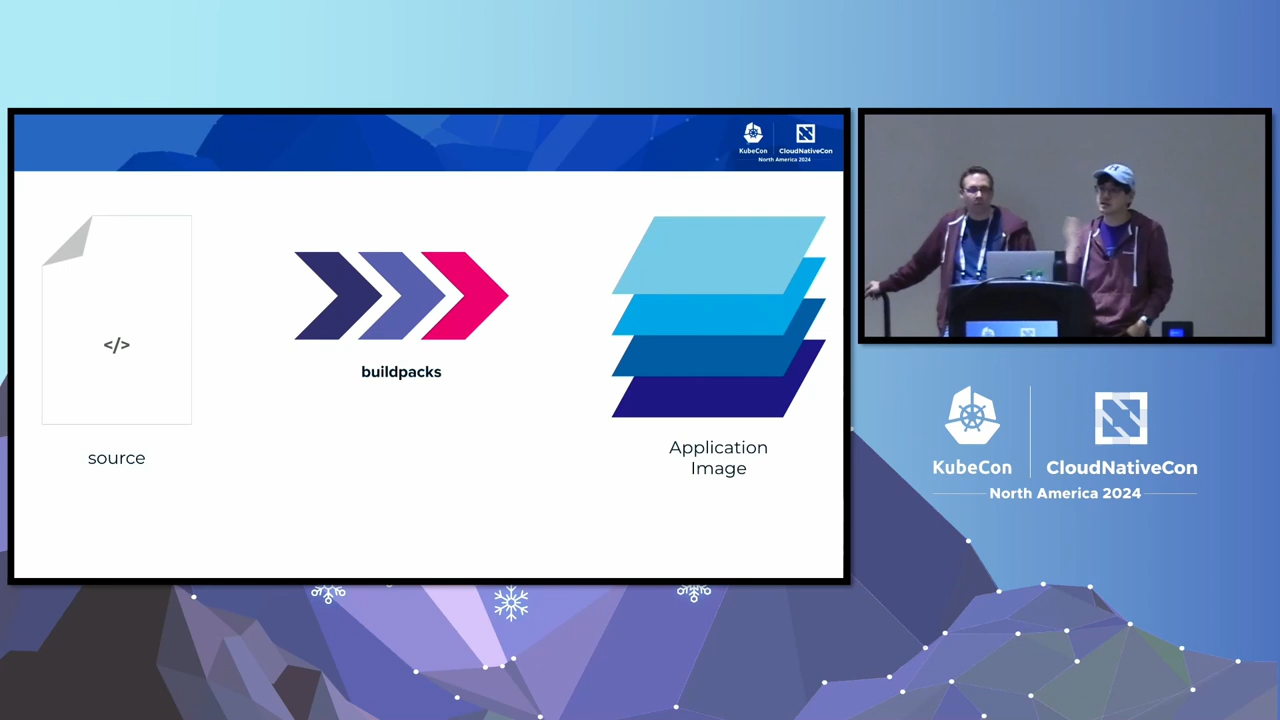 KubeCon
CloudNativeCon
North America 2024
</>
source
buildpacks
Application
Image
KubeCon
CloudNativeCon
North America 2024